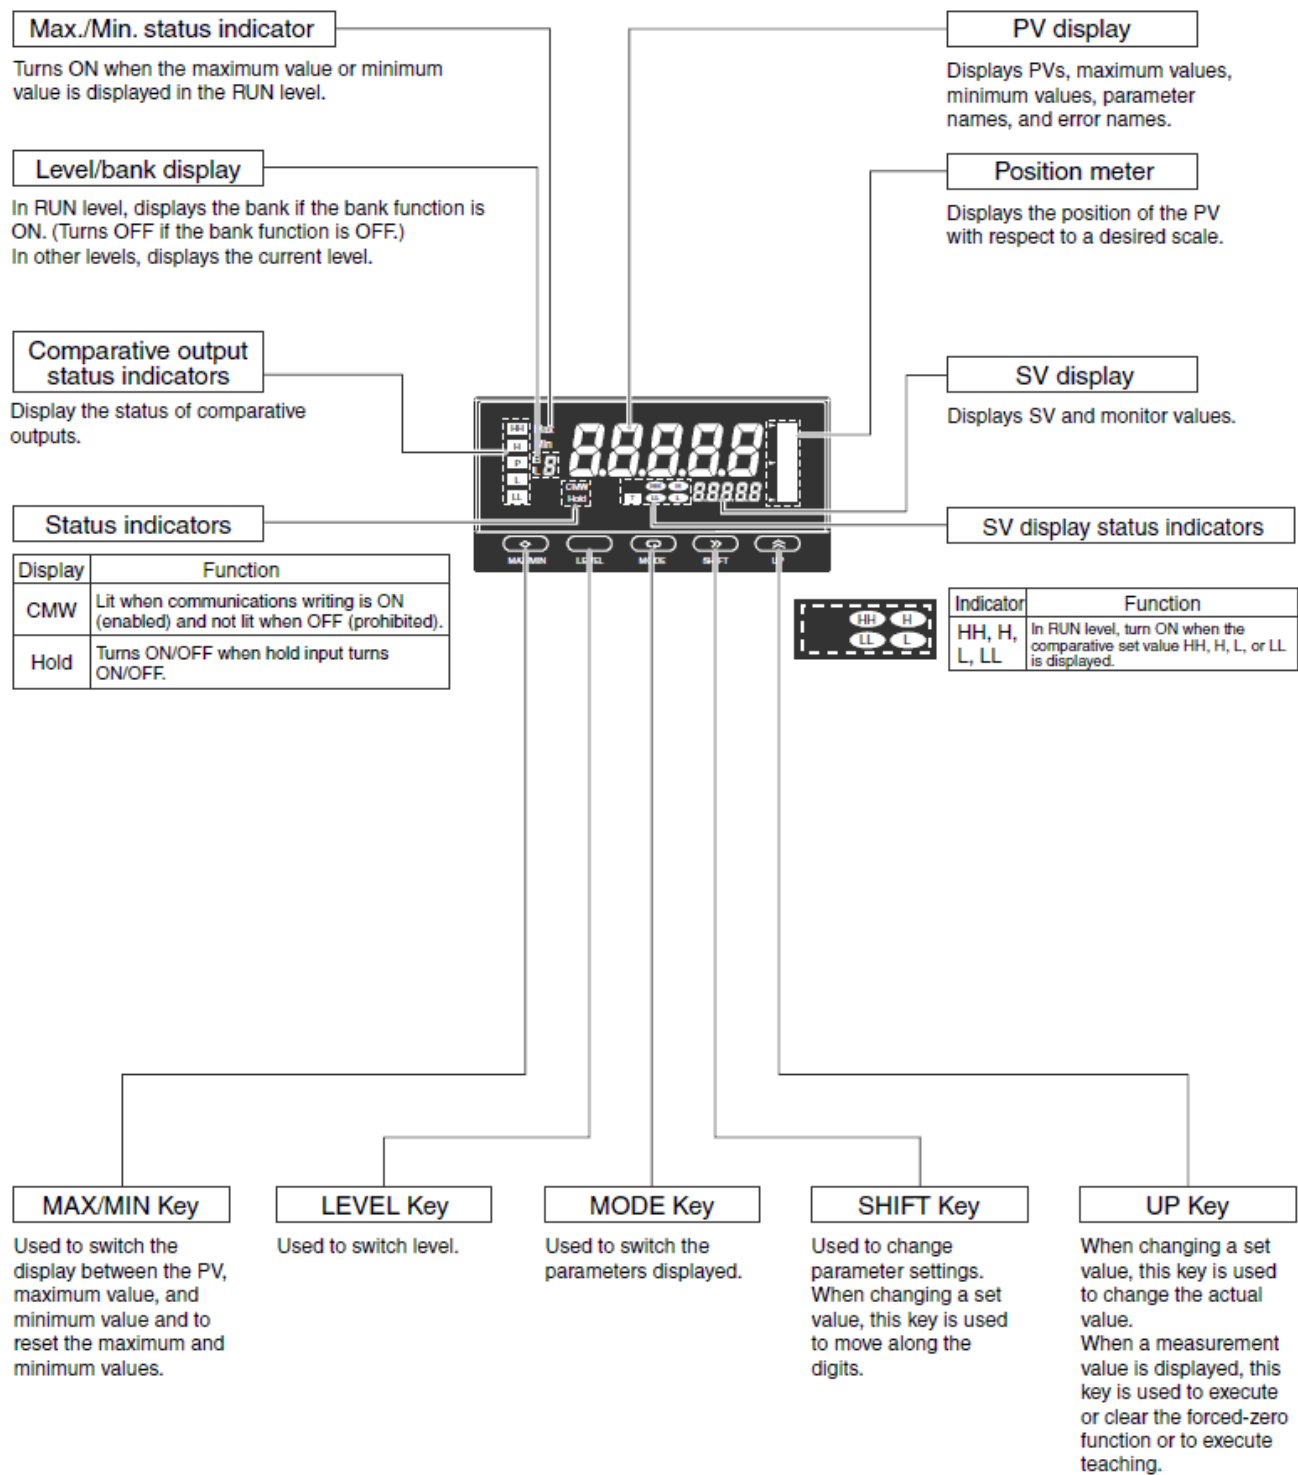 Max./Min. status indicator
Turns ON when the maximum value or minimum
value is displayed in the RUN level.
Level/bank display
In RUN level, displays the bank if the bank function is
ON. (Turns OFF if the bank function is OFF.)
In other levels, displays the current level.
Comparative output
status indicators
Display the status of comparative
outputs.
Status indicators
Display Function
CMW Lit when communications writing is ON
(enabled) and not lit when OFF (prohibited).
Hold Turns ON/OFF when hold input turns
ON/OFF.
PV display
Displays PVs, maximum values,
minimum values, parameter
names, and error names.
Position meter
Displays the position of the PV
with respect to a desired scale.
SV display
Displays SV and monitor values.
SV display status indicators
Indicator Function
HH, H,
L, LL
In RUN level, turn ON when the
comparative set value HH, H, L, or LL
is displayed.
HH H
LL L
HH Max
H Min
P
L L
LL
8.8.8.8.8
CMW
Hold
T HH H
LL L
8.8.8.8.8
MAX/MIN LEVEL MODE SHIFT UP
MAX/MIN Key
Used to switch the
display between the PV,
maximum value, and
minimum value and to
reset the maximum and
minimum values.
LEVEL Key
Used to switch level.
MODE Key
Used to switch the
parameters displayed.
SHIFT Key
Used to change
parameter settings.
When changing a set
value, this key is used
to move along the
digits.
UP Key
When changing a set
value, this key is used
to change the actual
value.
When a measurement
value is displayed, this
key is used to execute
or clear the forced-zero
function or to execute
teaching.